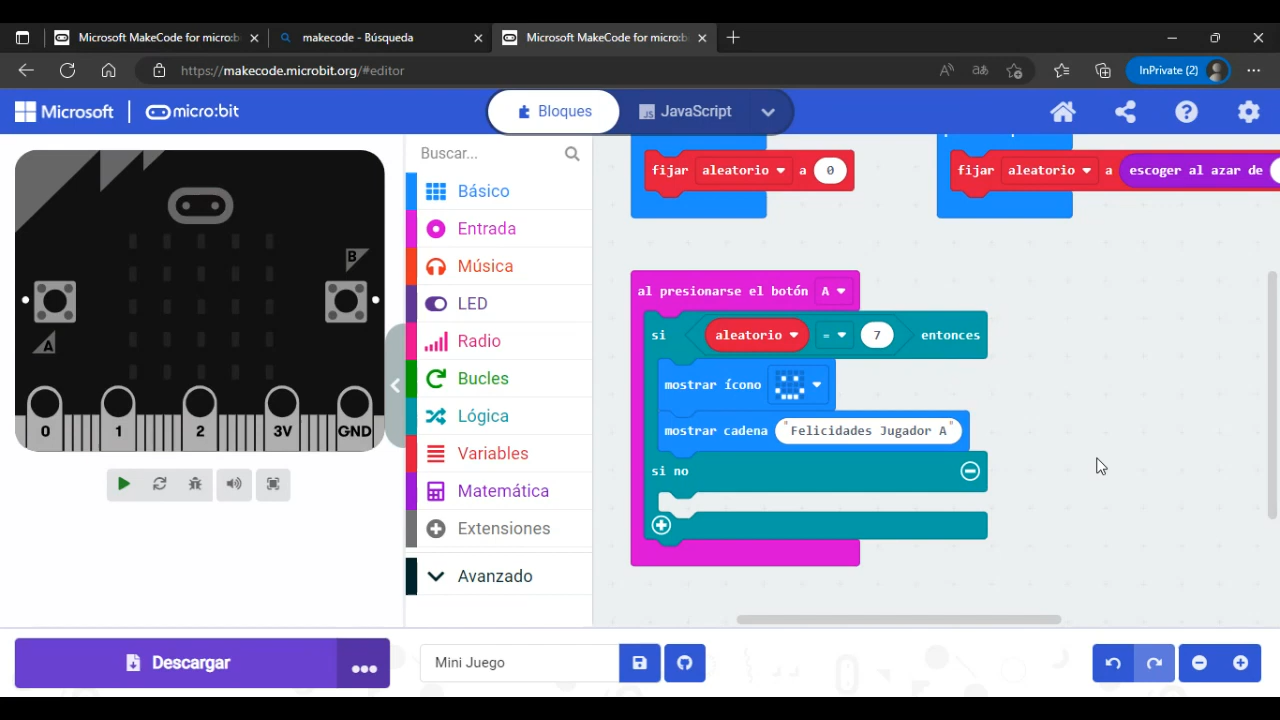 Microsoft MakeCode for micro:b
makecode - Búsqueda
Microsoft MakeCode for micro:b
https://makecode.microbit.org/#editor
InPrivate (2)
Microsoft
micro:bit
Bloques
JavaScript
Buscar...
Básico
Entrada
Música
LED
Radio
Bucles
Lógica
Variables
Matemática
Extensiones
Avanzado
A
B
0
1
2
3V
GND
fijar aleatorio a 0
fijar aleatorio a escoger al azar de
al presionarse el botón A
si aleatorio = 7 entonces
mostrar ícono
mostrar cadena "Felicidades Jugador A"
si no
Descargar
Mini Juego